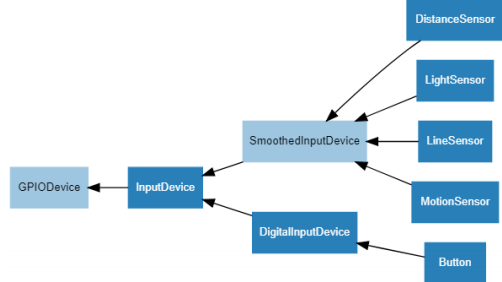 DistanceSensor
LightSensor
SmoothedInputDevice
LineSensor
GPIODevice
InputDevice
MotionSensor
DigitalInputDevice
Button